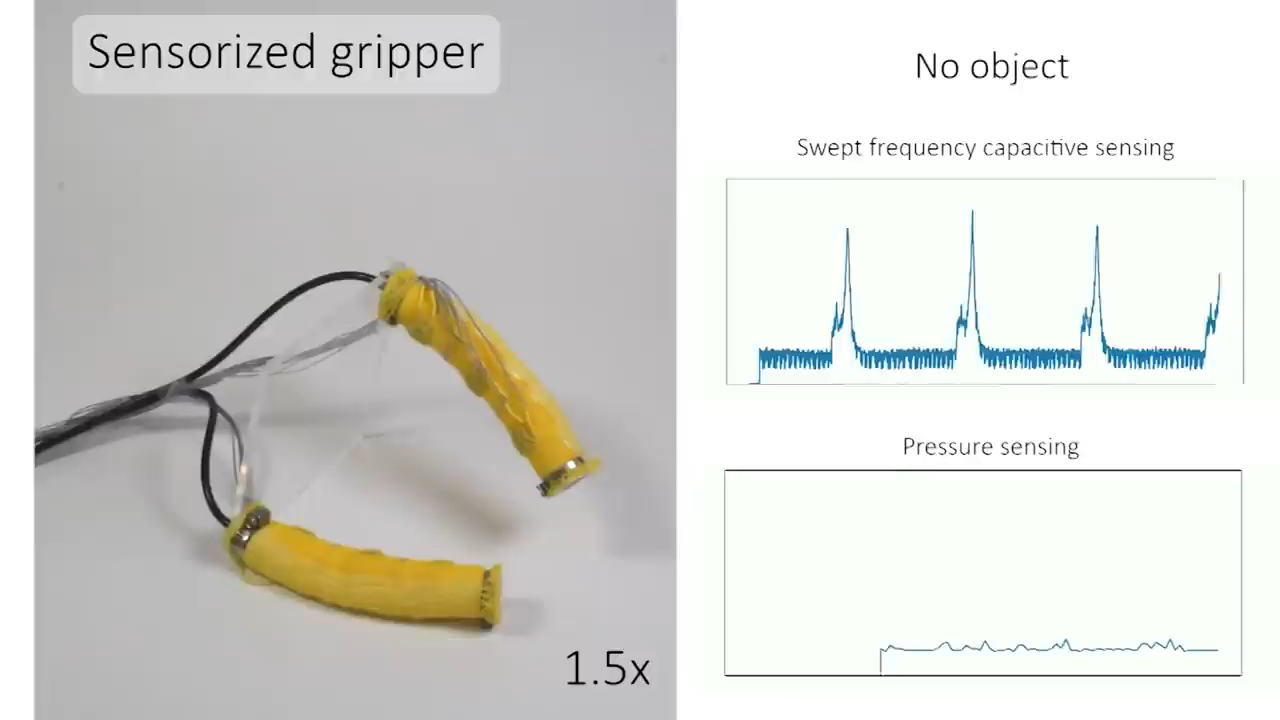 Sensorized gripper
No object
Swept frequency capacitive sensing
Pressure sensing
1.5x